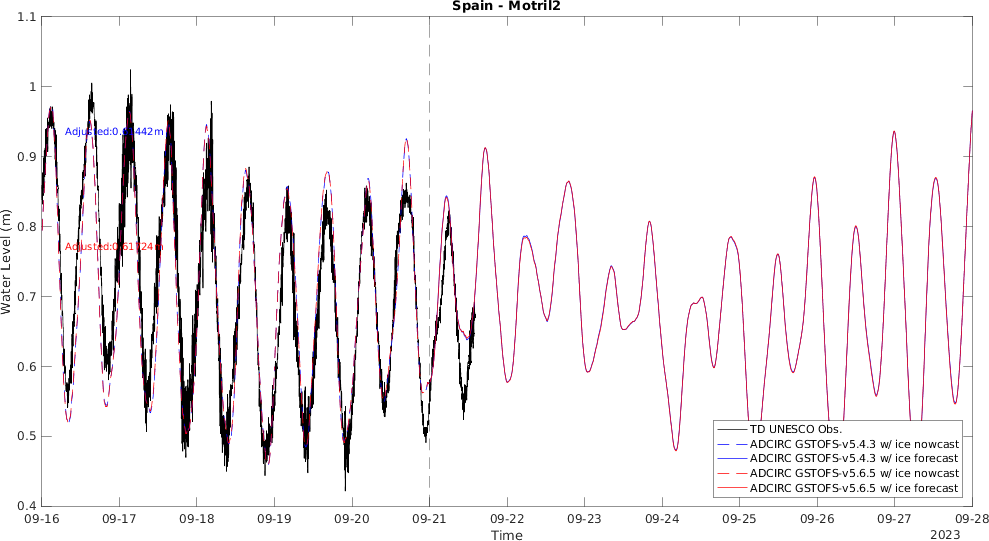 Spain - Motril2
Water Level (m)
1.1
1
0.9
0.8
0.7
0.6
0.5
0.4
TD UNESCO Obs.
ADCIRC GSTOFS-v5.4.3 w/ ice nowcast
ADCIRC GSTOFS-v5.4.3 w/ ice forecast
ADCIRC GSTOFS-v5.6.5 w/ ice nowcast
ADCIRC GSTOFS-v5.6.5 w/ ice forecast
09-16 09-17 09-18 09-19 09-20 09-21 09-22 09-23 09-24 09-25 09-26 09-27 09-28
Time
2023